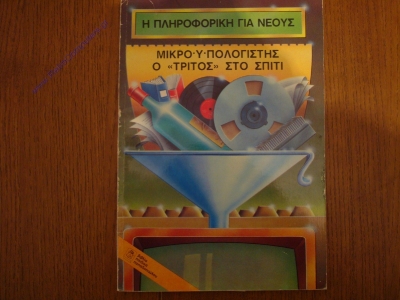 Η ΠΛΗΡΟΦΟΡΙΚΗ ΓΙΑ ΝΕΟΥΣ
ΜΙΚΡΟ·Υ·ΠΟΛΟΓΙΣΤΗΣ
Ο «ΤΡΙΤΟΣ» ΣΤΟ ΣΠΙΤΙ